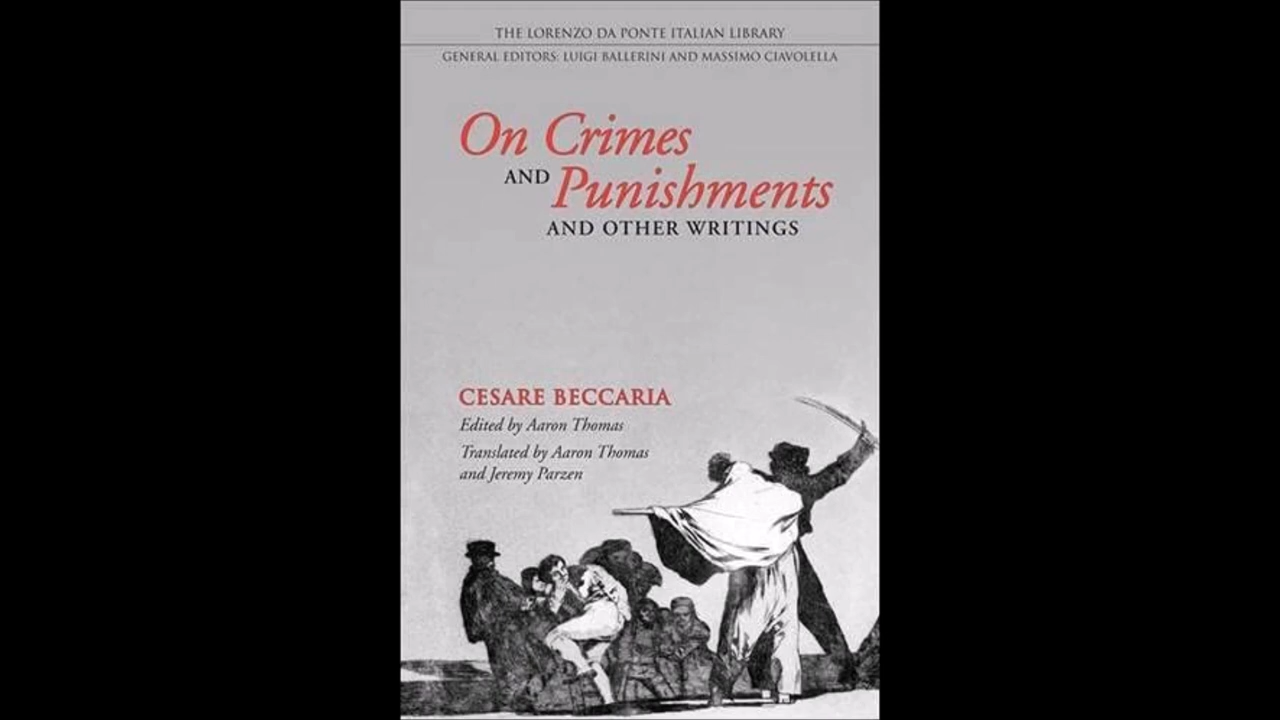 THE LORENZO DA PONTE ITALIAN LIBRARY
GENERAL EDITORS: LUIGI BALLERINI AND MASSIMO CIAVOLELLA
On Crimes
AND Punishments
AND OTHER WRITINGS
CESARE BECCARIA
Edited by Aaron Thomas
Translated by Aaron Thomas
and Jeremy Parzen